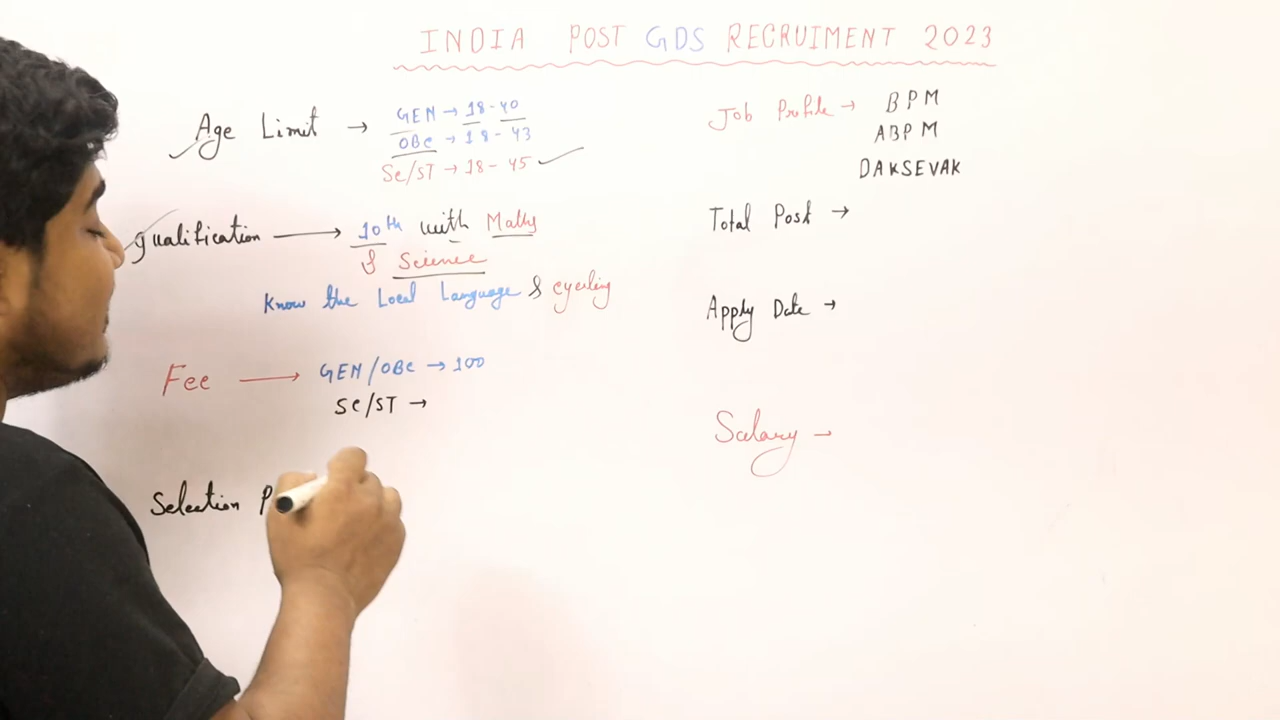 INDIA POST GDS RECRUIMENT 2023
Age Limit → GEN → 18-40
OBC → 18-43
SC/ST → 18-45
Qualification → 10th with Maths
& Science
Know the Local Language & cycling
Fee → GEN/OBC → 100
SC/ST →
Selection P
Job Profile → BPM
ABPM
DAKSEVAK
Total Post →
Apply Date →
Salary →